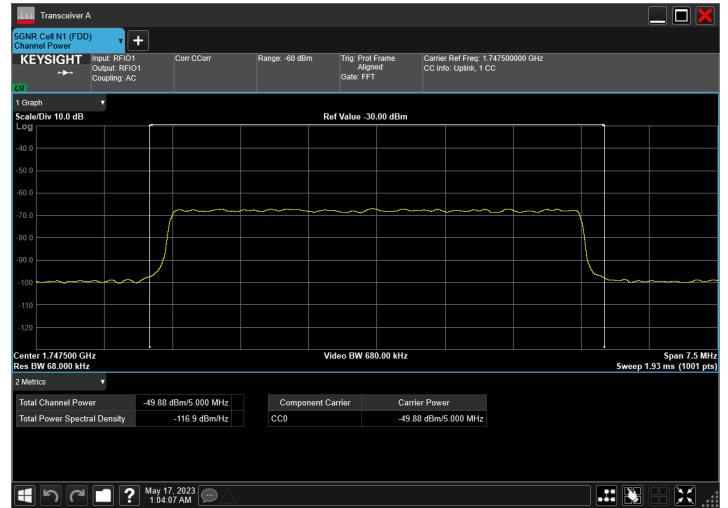 Transceiver A
5GNR Cell N1 (FDD)
Channel Power
KEYSIGHT
Input: RFIO1
Output: RFIO1
Coupling: AC
Corr CCorr
Range: -60 dBm
Trig: Prot Frame
Aligned
Gate: FFT
Carrier Ref Freq: 1.747500000 GHz
CC Info: Uplink, 1 CC
LXI
1 Graph
Scale/Div 10.0 dB
Ref Value -30.00 dBm
Log
-40.0
-50.0
-60.0
-70.0
-80.0
-90.0
-100
-110
-120
Center 1.747500 GHz
Video BW 680.00 kHz
Span 7.5 MHz
Res BW 68.000 kHz
Sweep 1.93 ms (1001 pts)
2 Metrics
Total Channel Power -49.88 dBm/5.000 MHz
Total Power Spectral Density -116.9 dBm/Hz
Component Carrier Carrier Power
CC0 -49.88 dBm/5.000 MHz
May 17, 2023
1:04:07 AM